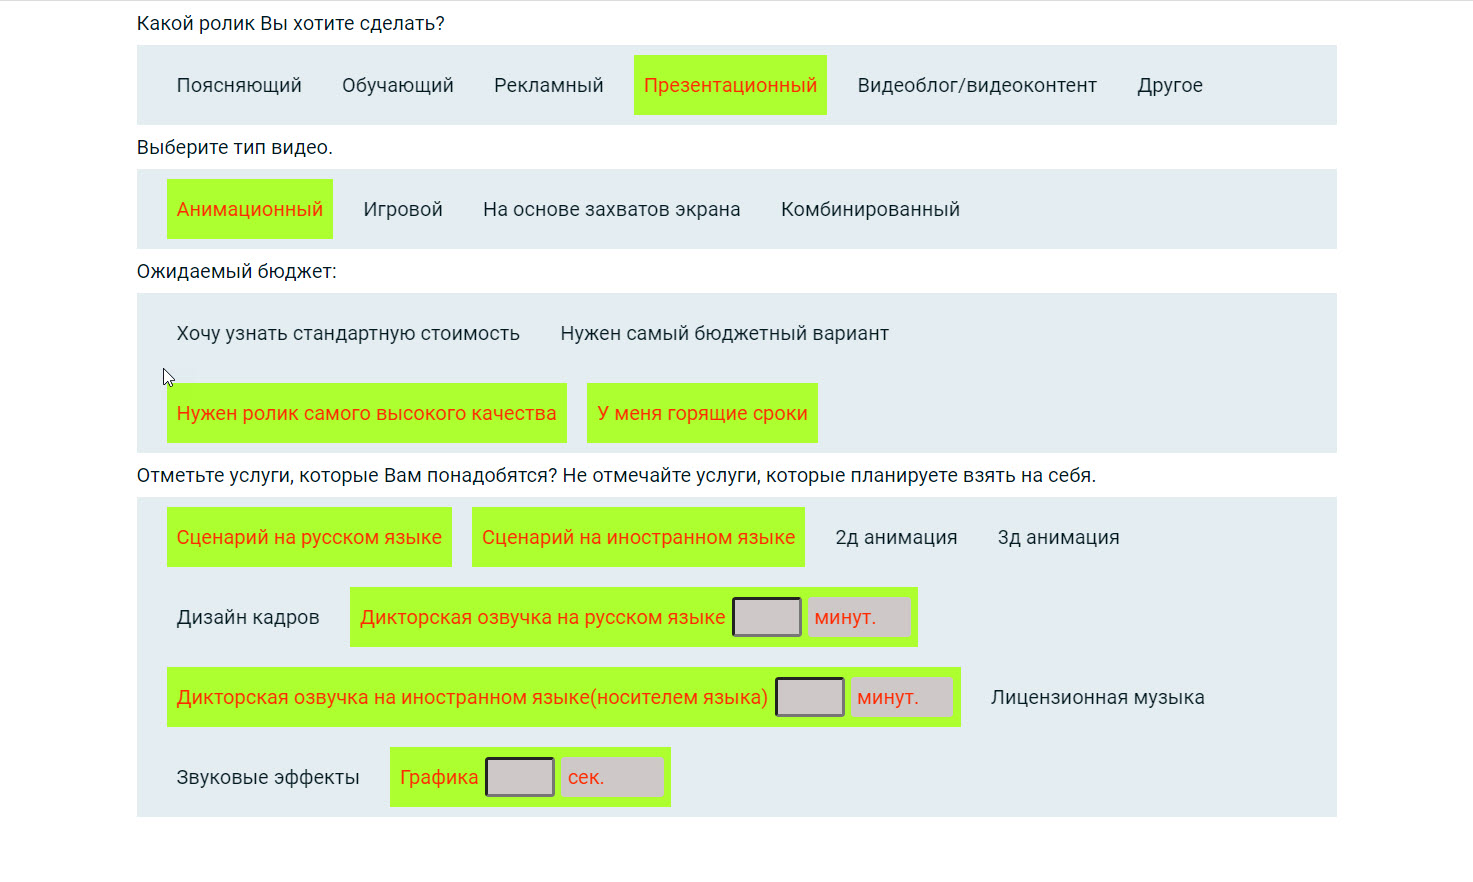 Какой ролик Вы хотите сделать?
Поясняющий Обучающий Рекламный Презентационный Видеоблог/видеоконтент Другое
Выберите тип видео.
Анимационный Игровой На основе захватов экрана Комбинированный
Ожидаемый бюджет:
Хочу узнать стандартную стоимость Нужен самый бюджетный вариант
Нужен ролик самого высокого качества У меня горящие сроки
Отметьте услуги, которые Вам понадобятся? Не отмечайте услуги, которые планируете взять на себя.
Сценарий на русском языке Сценарий на иностранном языке 2д анимация 3д анимация
Дизайн кадров Дикторская озвучка на русском языке минут.
Дикторская озвучка на иностранном языке(носителем языка) минут. Лицензионная музыка
Звуковые эффекты Графика сек.